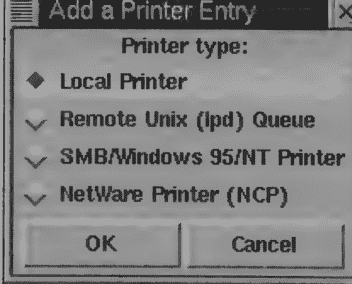 Add a Printer Entry
Printer type:
Local Printer
Remote Unix (lpd) Queue
SMB/Windows 95/NT Printer
NetWare Printer (NCP)
OK
Cancel